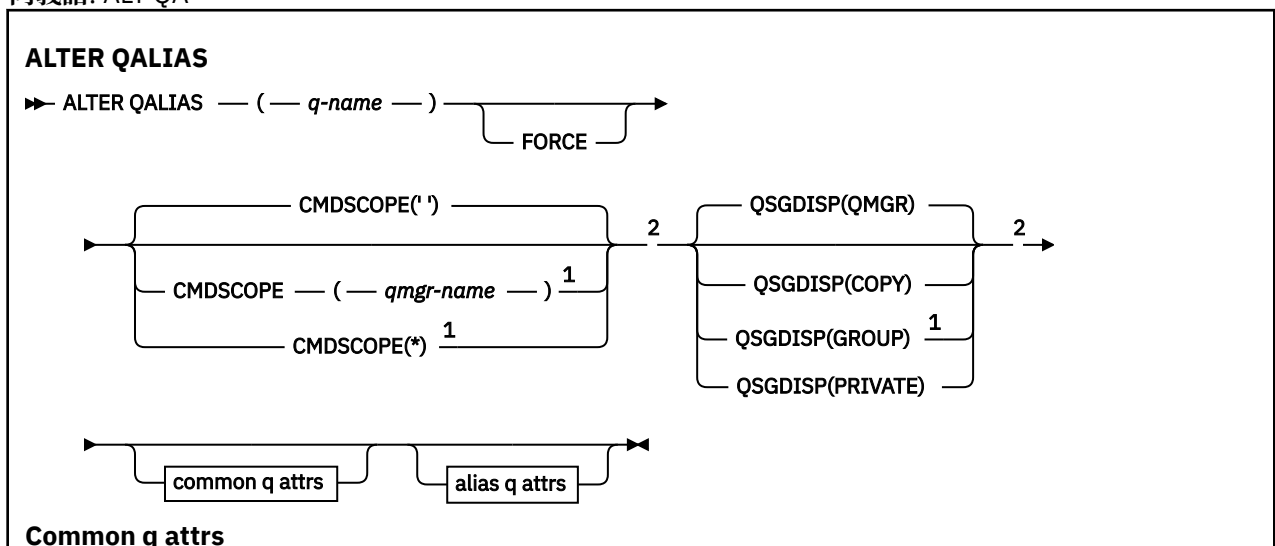 ALTER QALIAS
ALTER QALIAS ( q-name )
FORCE
CMDSCOPE(' ')
CMDSCOPE ( qmgr-name ) 1
CMDSCOPE(*) 1
2
QSGDISP(QMGR)
QSGDISP(COPY)
QSGDISP(GROUP) 1
QSGDISP(PRIVATE)
2
common q attrs
alias q attrs
Common q attrs